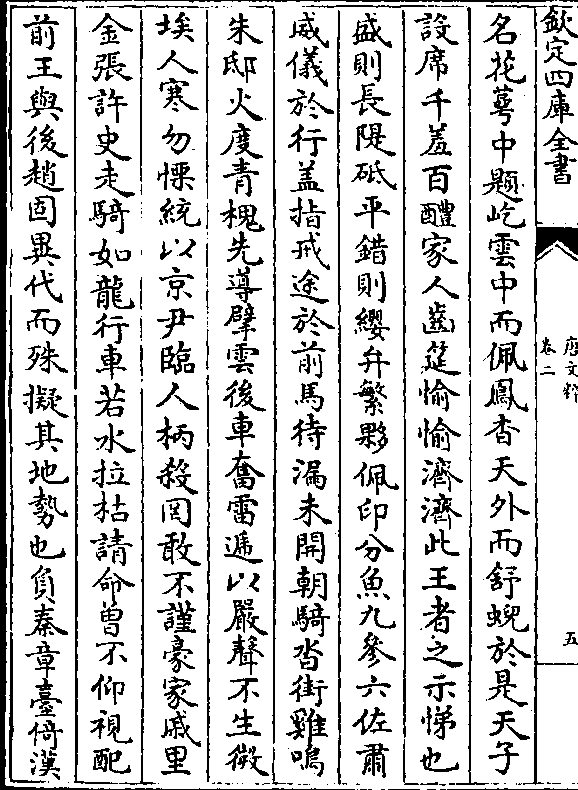 欽定四庫全書
唐文粹
卷二
五
名花萼中題屹雲中而佩鳳杳天外而舒蜺於是天子
設席千羞百醴家人齒筵愉愉濟濟此王者之示悌也
盛則長隄砥平錯則纓弁繁夥佩印分魚九參六佐肅
威儀於行蓋指戒途於前馬待漏未開朝騎沓街雞鳴
朱邸火度青槐先導擘雲後車奮雷遞以嚴聲不生微
埃人寒勿慄統以京尹臨人柄殺罔敢不謹豪家戚里
金張許史走騎如龍行車若水拉枯請命曾不仰視配
前王與後趙固異代而殊擬其地勢也負秦章臺倚漢